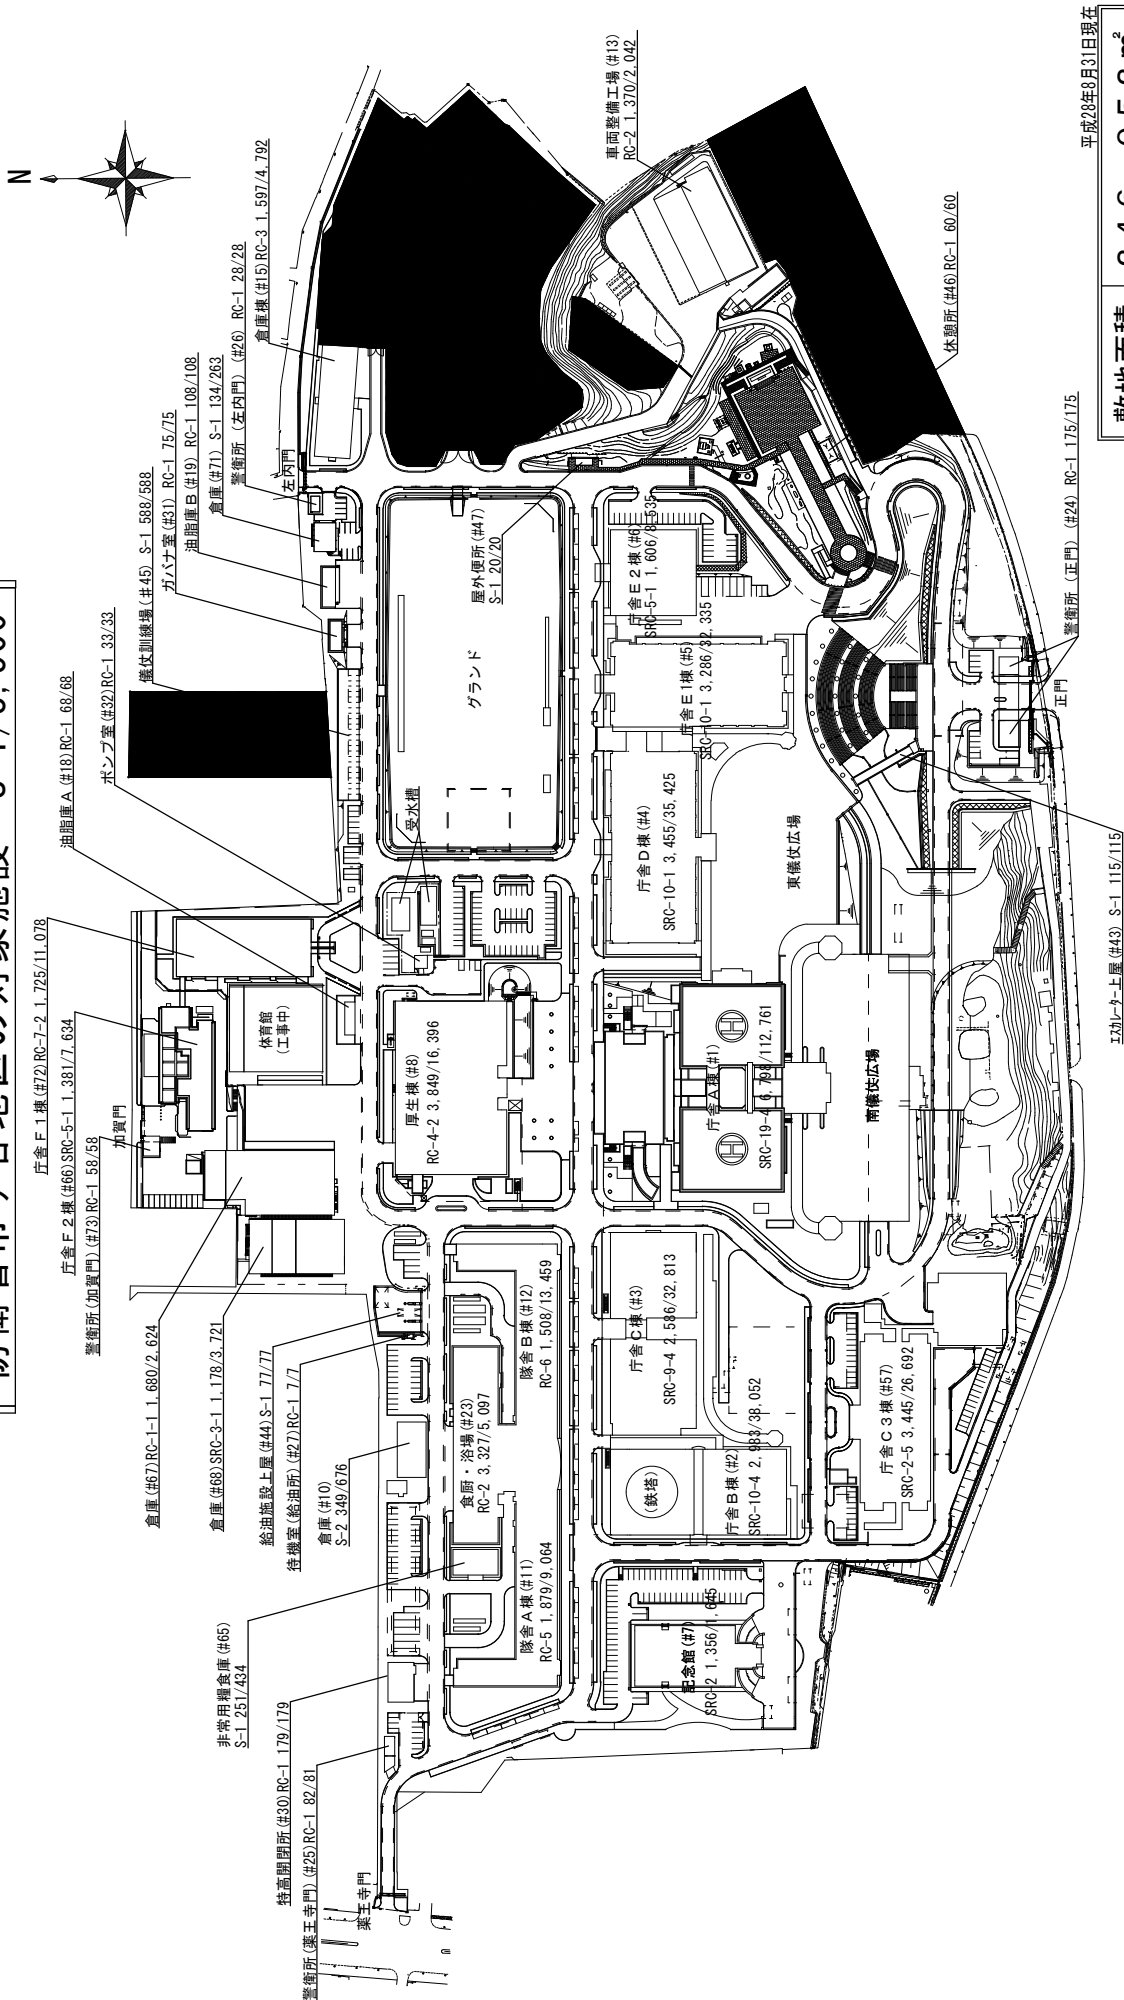 N
平成28年8月31日現在
敷地面積
車両整備工場(#13)
RC-2 1,370/2,042
休憩所(#46)RC-1 60/60
倉庫棟(#15)RC-3 1,597/4,792
警衛所(左内門)(#26) RC-1 28/28
倉庫(#71) S-1 134/263
油脂庫B(#19) RC-1 108/108
ガバナ室(#31) RC-1 75/75
儀仗訓練場(#45) S-1 588/588
ポンプ室(#32)RC-1 33/33
油脂庫A(#18)RC-1 68/68
左内門
グランド
受水槽
屋外便所(#47)
S-1 20/20
庁舎E2棟(#6)
SRC-5-1 1,606/8,535
庁舎E1棟(#5)
SRC-10-1 3,286/32,335
庁舎D棟(#4)
SRC-10-1 3,455/35,425
東儀仗広場
警衛所(正門)(#24) RC-1 175/175
正門
エスカレーター上屋(#43) S-1 115/115
庁舎F1棟(#72)RC-7-2 1,725/11,078
庁舎F2棟(#66)SRC-5-1 1,381/7,634
警衛所(加賀門)(#73)RC-1 58/58
加賀門
体育館
(工事中)
厚生棟(#8)
RC-4-2 3,849/16,396
庁舎A棟(#1)
SRC-19-4 6,798/112,761
H
H
南儀仗広場
倉庫(#67)RC-1-1 1,680/2,624
倉庫(#68)SRC-3-1 1,178/3,721
給油施設上屋(#44)S-1 77/77
待機室(給油所)(#27)RC-1 7/7
倉庫(#10)
S-2 349/676
隊舎B棟(#12)
RC-6 1,508/13,459
食厨・浴場(#23)
RC-2 3,327/5,097
隊舎A棟(#11)
RC-5 1,879/9,064
庁舎C棟(#3)
SRC-9-4 2,586/32,813
(鉄塔)
庁舎B棟(#2)
SRC-10-4 2,983/38,052
庁舎C3棟(#57)
SRC-2-5 3,445/26,692
記念館(#7)
SRC-2 1,356/1,645
非常用糧食庫(#65)
S-1 251/434
特高開閉所(#30)RC-1 179/179
警衛所(薬王寺門)(#25)RC-1 82/81
薬王寺門